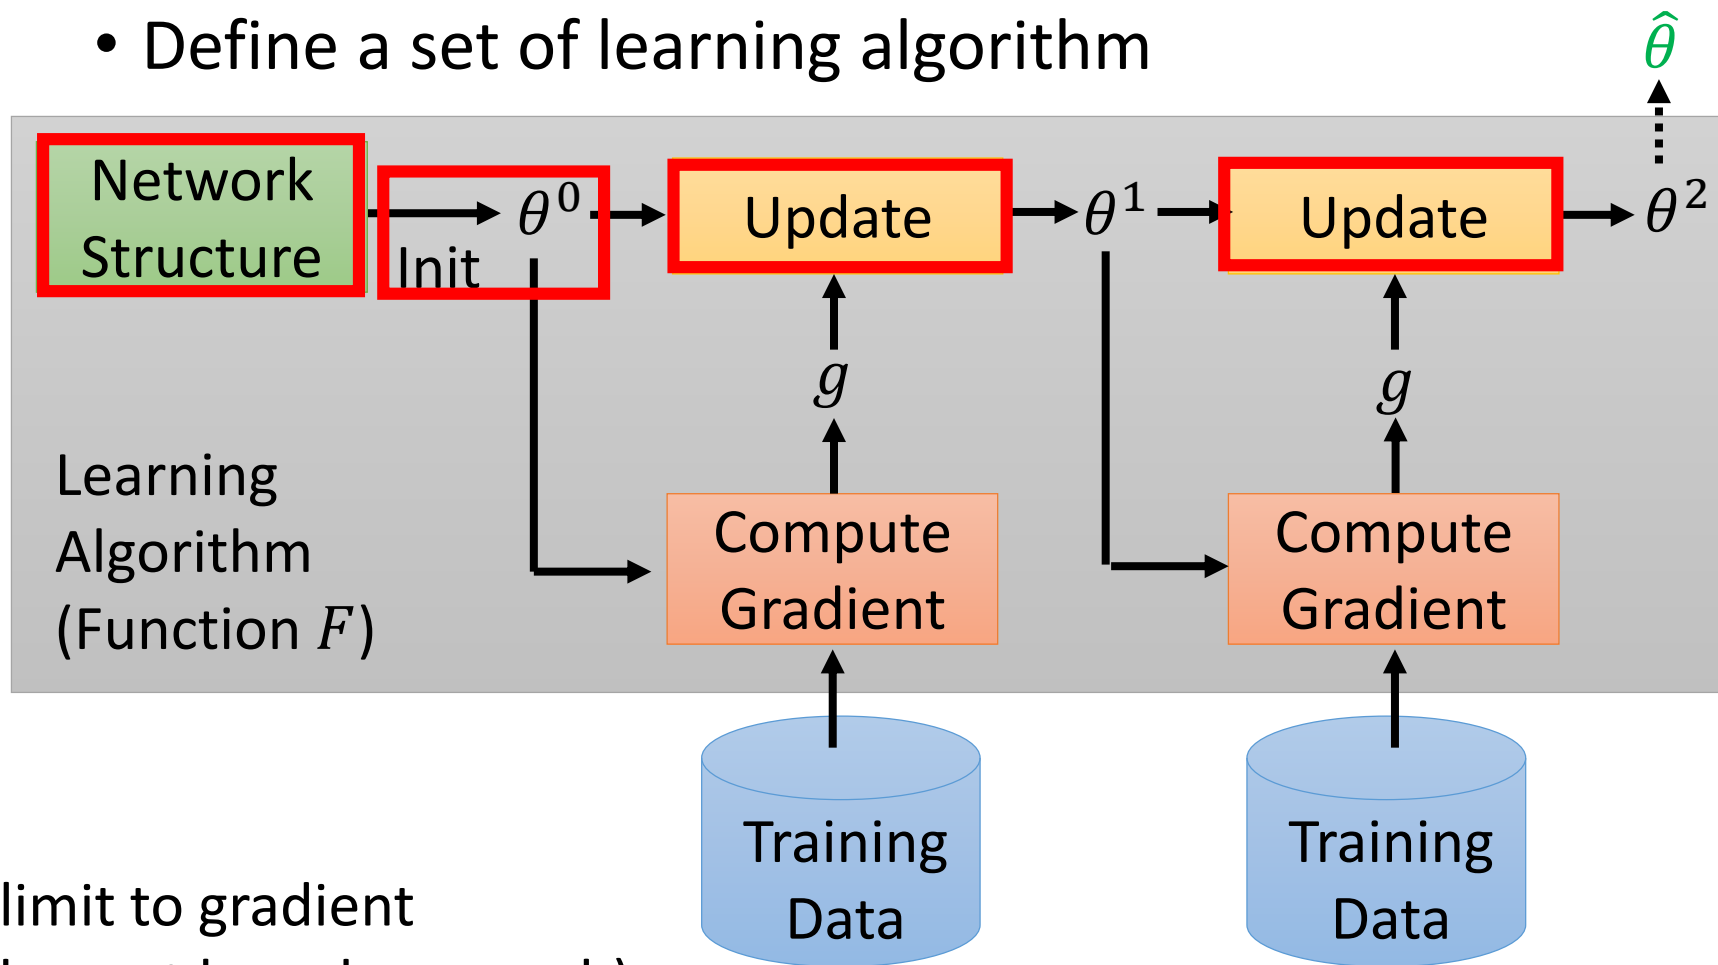 • Define a set of learning algorithm
θ̂
Network
Structure
Init
θ⁰
Update
θ¹
Update
θ²
g
g
Learning
Algorithm
(Function F)
Compute
Gradient
Compute
Gradient
Training
Data
Training
Data
limit to gradient